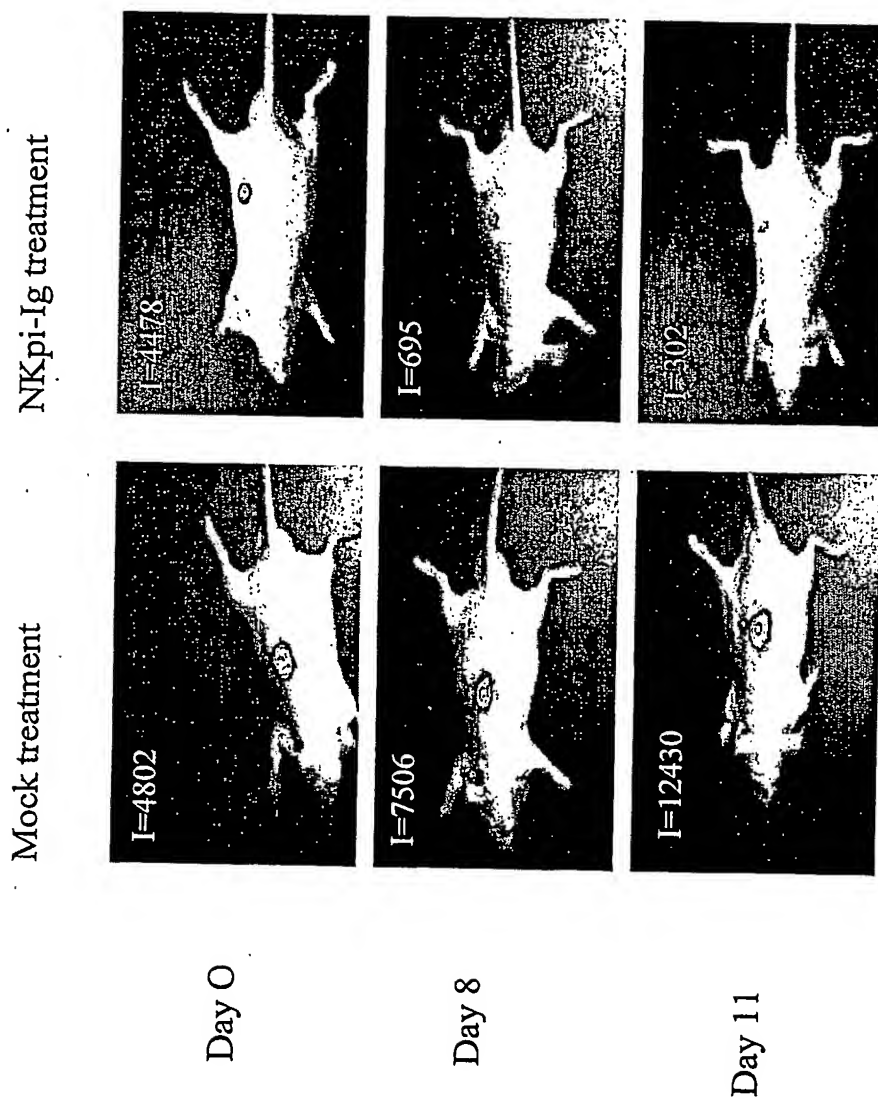 Mock treatment
NKpi-Ig treatment
Day O
I=4802
I=4478
Day 8
I=7506
I=695
Day 11
I=12430
I=302